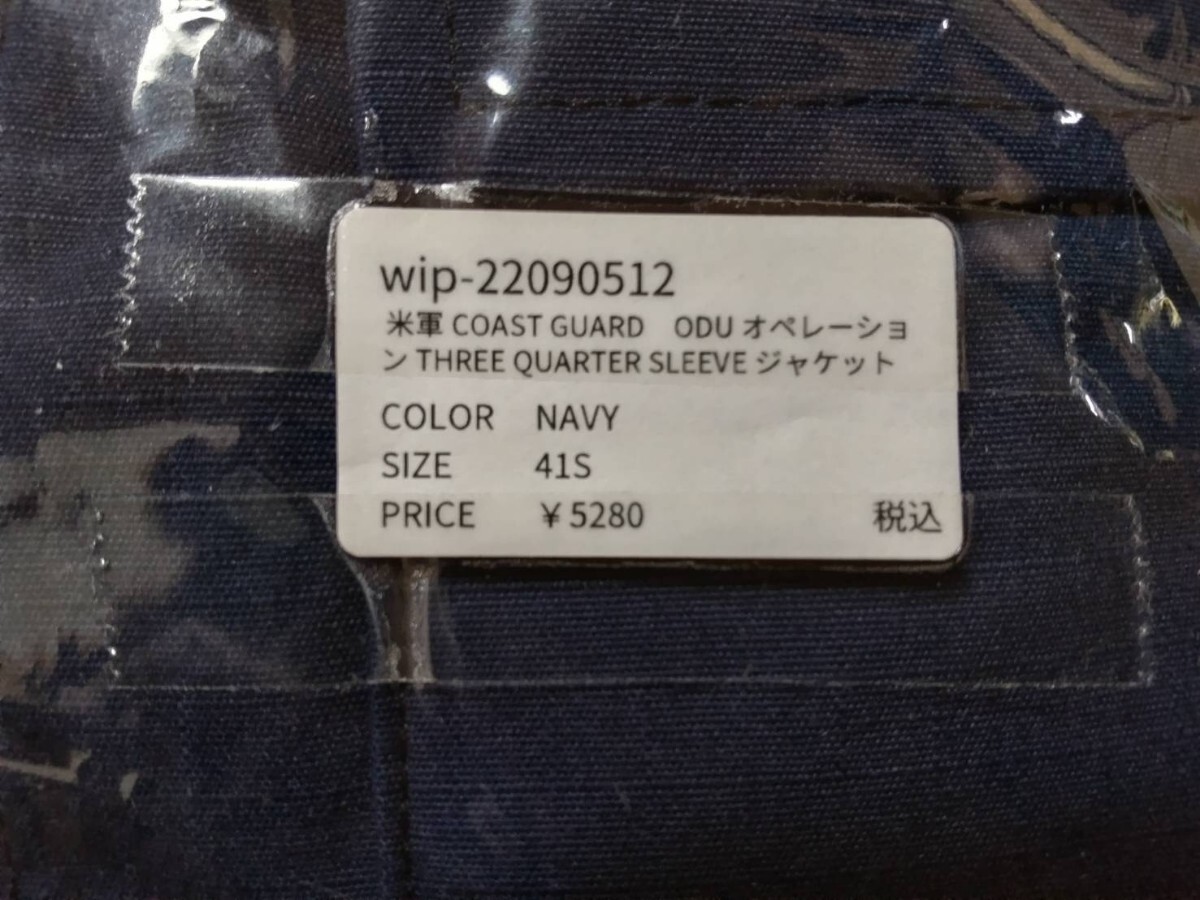 wip-22090512
米軍 COAST GUARD　ODU オペレーショ
ン THREE QUARTER SLEEVE ジャケット
COLOR NAVY
SIZE 41S
PRICE ￥5280 税込